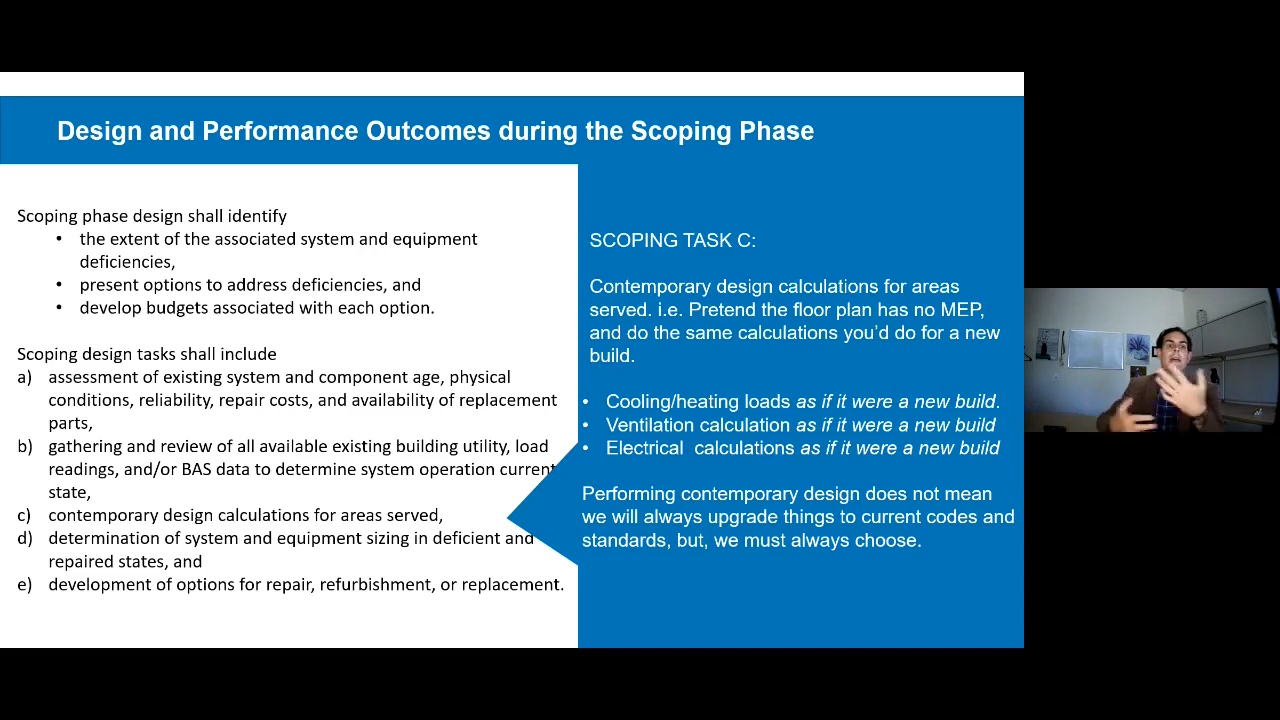 Design and Performance Outcomes during the Scoping Phase
Scoping phase design shall identify
• the extent of the associated system and equipment
deficiencies,
• present options to address deficiencies, and
• develop budgets associated with each option.
Scoping design tasks shall include
a) assessment of existing system and component age, physical
conditions, reliability, repair costs, and availability of replacement
parts,
b) gathering and review of all available existing building utility, load
readings, and/or BAS data to determine system operation current
state,
c) contemporary design calculations for areas served,
d) determination of system and equipment sizing in deficient and
repaired states, and
e) development of options for repair, refurbishment, or replacement.
SCOPING TASK C:
Contemporary design calculations for areas
served. i.e. Pretend the floor plan has no MEP,
and do the same calculations you’d do for a new
build.
• Cooling/heating loads as if it were a new build.
• Ventilation calculation as if it were a new build
• Electrical calculations as if it were a new build
Performing contemporary design does not mean
we will always upgrade things to current codes and
standards, but, we must always choose.